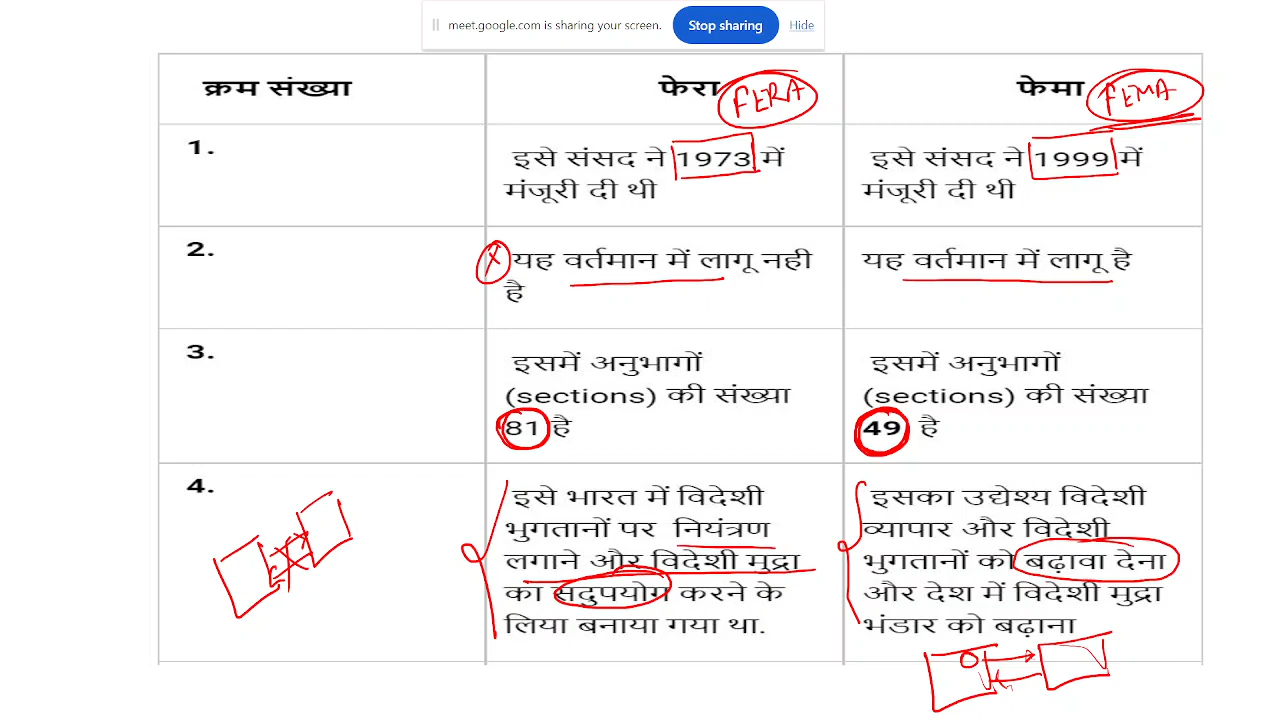 meet.google.com is sharing your screen. Stop sharing Hide
क्रम संख्या
फेरा FERA
फेमा FEMA
1.
इसे संसद ने 1973 में
मंजूरी दी थी
इसे संसद ने 1999 में
मंजूरी दी थी
2.
X यह वर्तमान में लागू नही
है
यह वर्तमान में लागू है
3.
इसमें अनुभागों
(sections) की संख्या
81 है
इसमें अनुभागों
(sections) की संख्या
49 है
4.
इसे भारत में विदेशी
भुगतानों पर नियंत्रण
लगाने और विदेशी मुद्रा
का सदुपयोग करने के
लिया बनाया गया था.
इसका उद्येश्य विदेशी
व्यापार और विदेशी
भुगतानों को बढ़ावा देना
और देश में विदेशी मुद्रा
भंडार को बढ़ाना